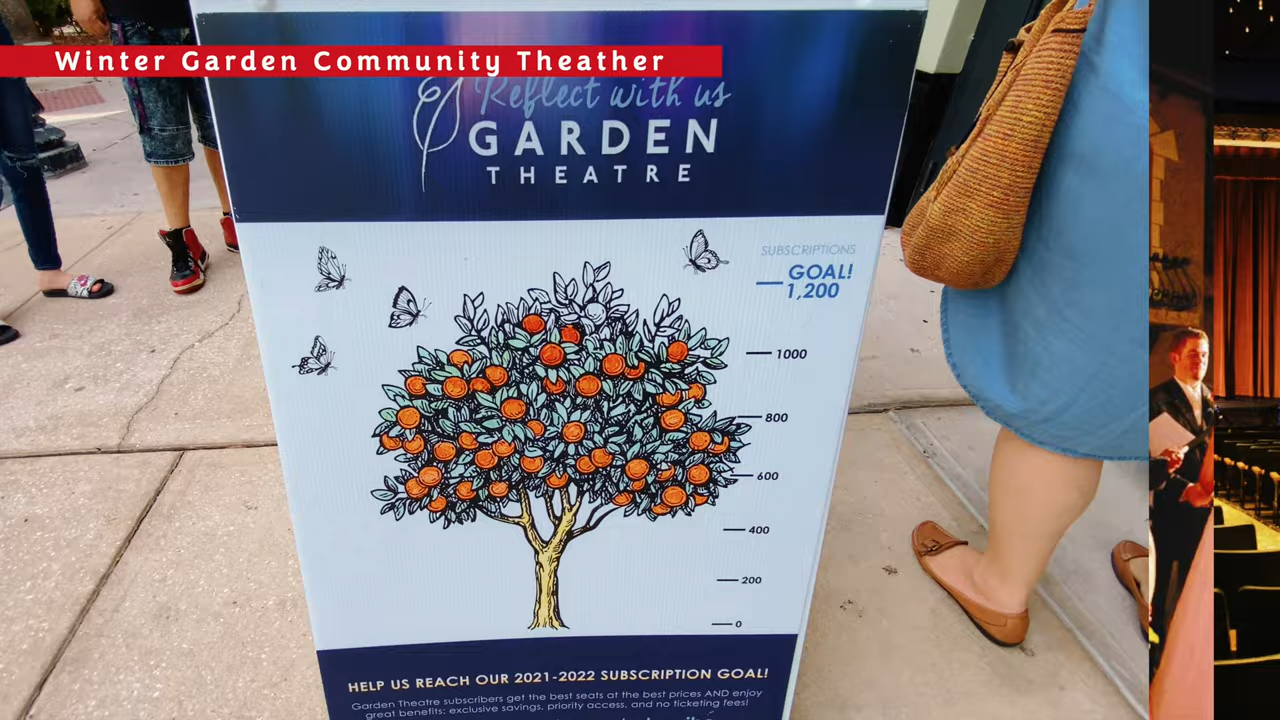 Winter Garden Community Theather
Reflect with us
GARDEN
THEATRE
SUBSCRIPTIONS
GOAL!
1,200
1000
800
600
400
200
0
HELP US REACH OUR 2021-2022 SUBSCRIPTION GOAL!
Garden Theatre subscribers get the best seats at the best prices AND enjoy
great benefits: exclusive savings, priority access, and no ticketing fees!